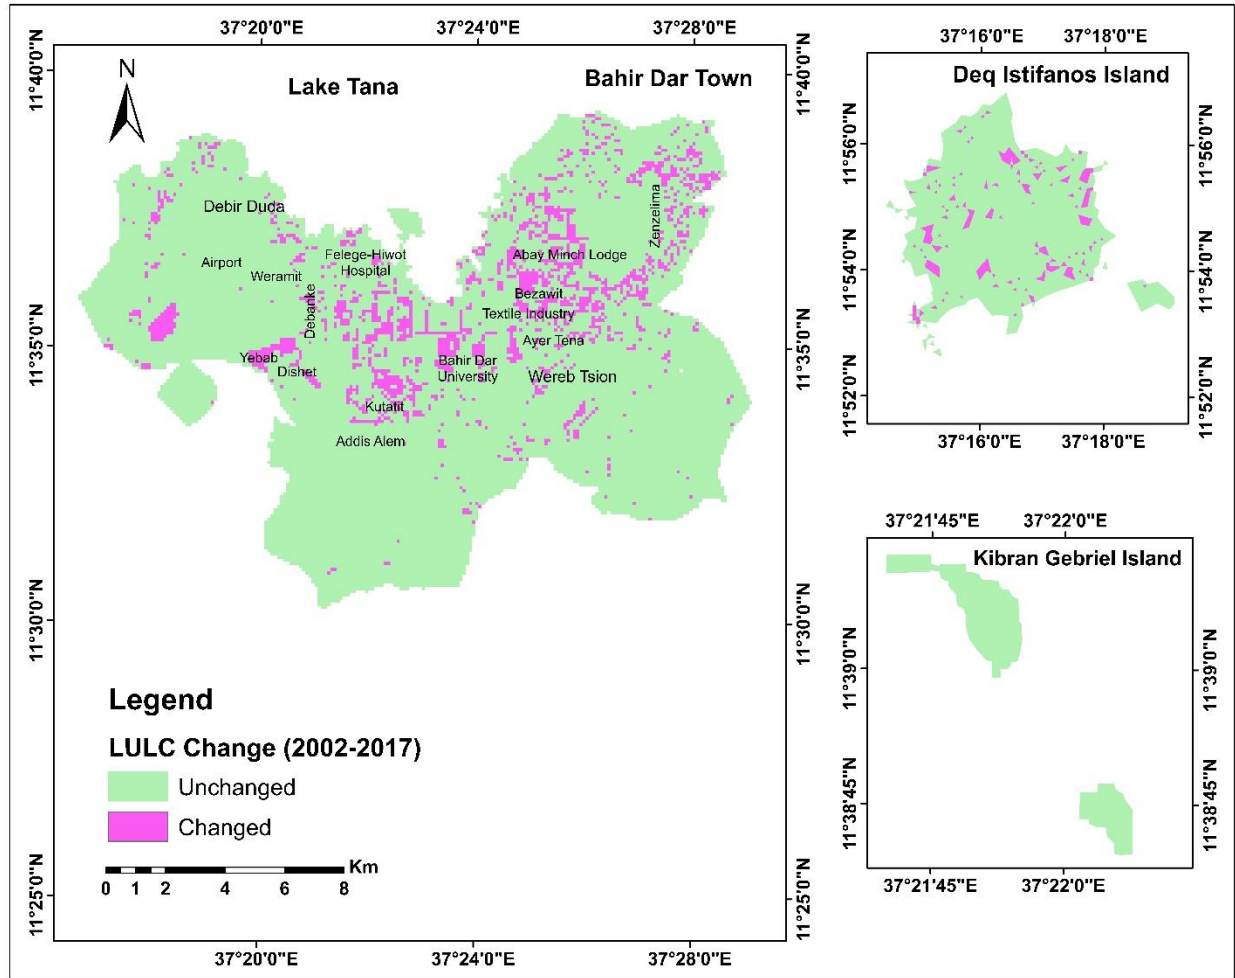 37°20'0"E 37°24'0"E 37°28'0"E
11°40'0"N
11°35'0"N
11°30'0"N
11°25'0"N
N
Lake Tana
Bahir Dar Town
Debir Duda
Airport
Weramit
Debanke
Felege-Hiwot
Hospital
Abay Minch Lodge
Zenzelima
Bezawit
Textile Industry
Ayer Tena
Yebab
Dishet
Bahir Dar
University
Wereb Tsion
Kutatit
Addis Alem
11°40'0"N
11°35'0"N
11°30'0"N
11°25'0"N
Legend
LULC Change (2002-2017)
Unchanged
Changed
Km
0 1 2 4 6 8
37°20'0"E 37°24'0"E 37°28'0"E
37°16'0"E 37°18'0"E
Deq Istifanos Island
11°56'0"N
11°54'0"N
11°52'0"N
11°56'0"N
11°54'0"N
11°52'0"N
37°16'0"E 37°18'0"E
37°21'45"E 37°22'0"E
Kibran Gebriel Island
11°39'0"N
11°38'45"N
11°39'0"N
11°38'45"N
37°21'45"E 37°22'0"E